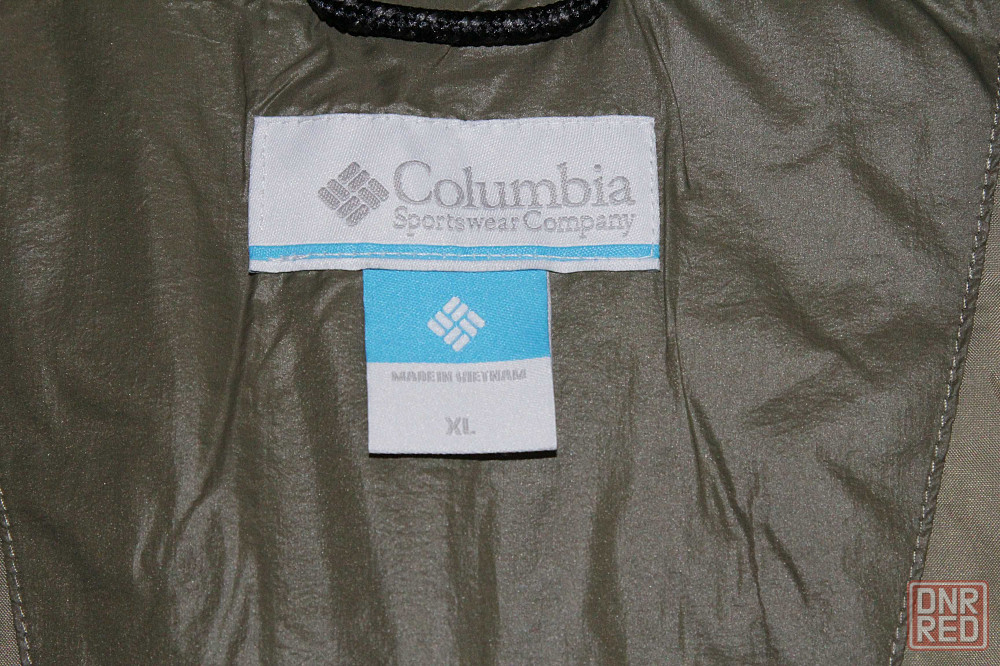 Columbia
Sportswear Company
MADE IN VIETNAM
XL
DNR
RED